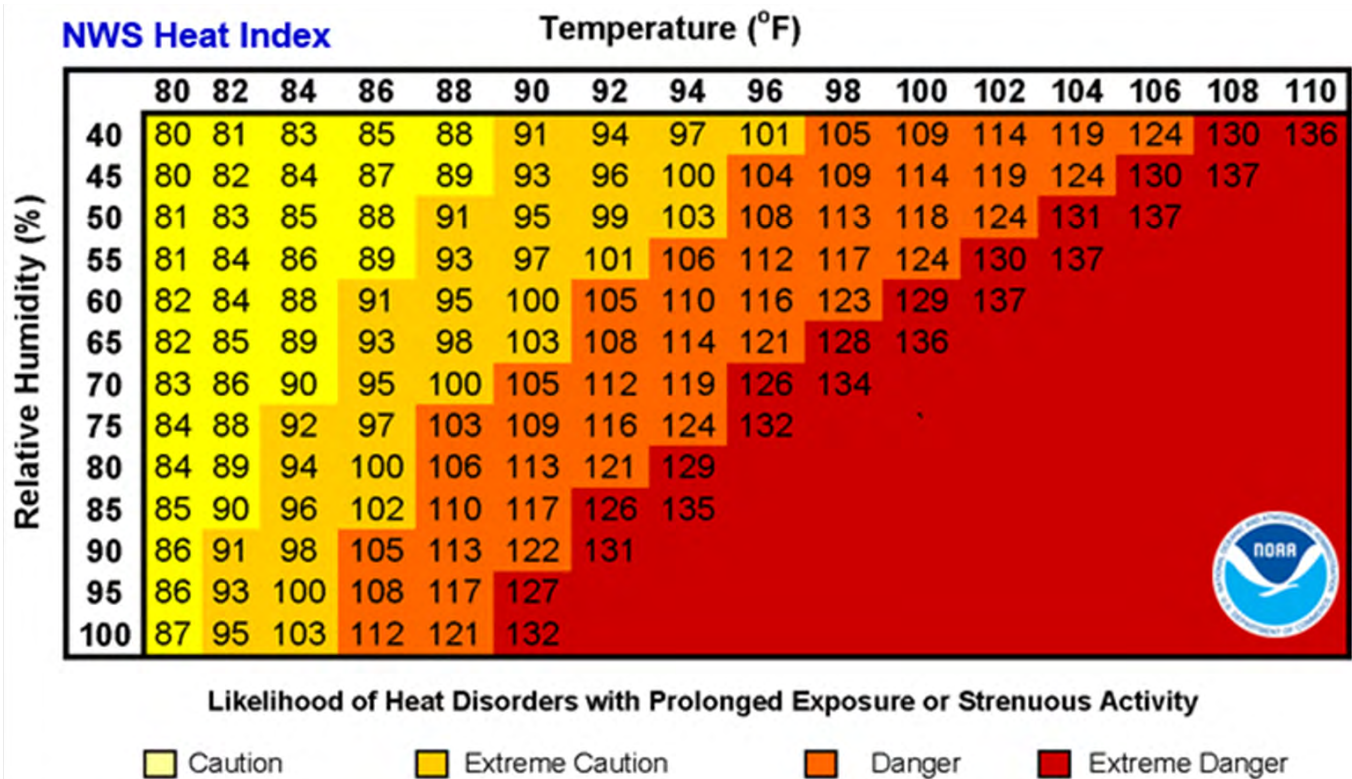 NWS Heat Index
Temperature (°F)
80 82 84 86 88 90 92 94 96 98 100 102 104 106 108 110
Relative Humidity (%)
40 80 81 83 85 88 91 94 97 101 105 109 114 119 124 130 136
45 80 82 84 87 89 93 96 100 104 109 114 119 124 130 137
50 81 83 85 88 91 95 99 103 108 113 118 124 131 137
55 81 84 86 89 93 97 101 106 112 117 124 130 137
60 82 84 88 91 95 100 105 110 116 123 129 137
65 82 85 89 93 98 103 108 114 121 128 136
70 83 86 90 95 100 105 112 119 126 134
75 84 88 92 97 103 109 116 124 132
80 84 89 94 100 106 113 121 129
85 85 90 96 102 110 117 126 135
90 86 91 98 105 113 122 131
95 86 93 100 108 117 127
100 87 95 103 112 121 132
NATIONAL OCEANIC AND ATMOSPHERIC ADMINISTRATION
NOAA
U.S. DEPARTMENT OF COMMERCE
Likelihood of Heat Disorders with Prolonged Exposure or Strenuous Activity
Caution
Extreme Caution
Danger
Extreme Danger